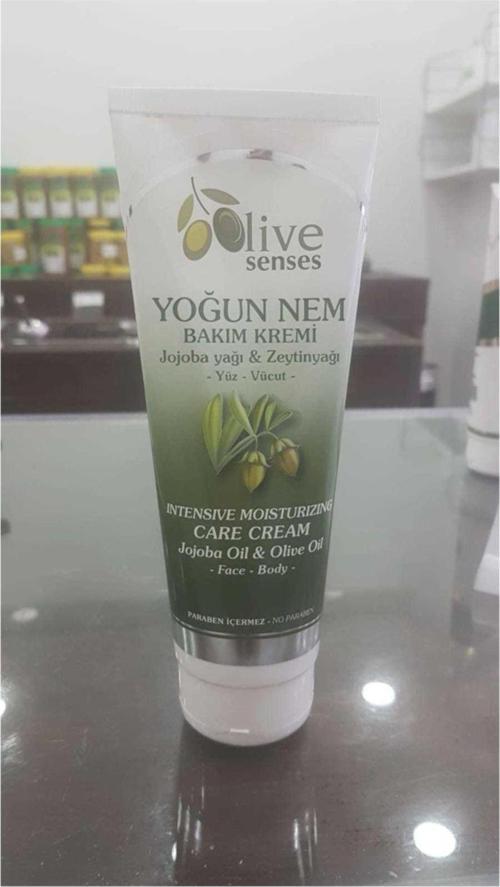 Olive
senses
YOĞUN NEM
BAKIM KREMİ
Jojoba yağı & Zeytinyağı
- Yüz - Vücut -
INTENSIVE MOISTURIZING
CARE CREAM
Jojoba Oil & Olive Oil
- Face - Body -
PARABEN İÇERMEZ - NO PARABEN